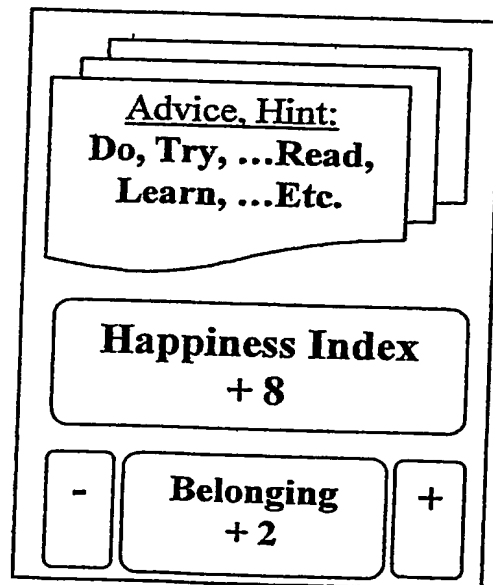 Advice, Hint:
Do, Try, ...Read,
Learn, ...Etc.
Happiness Index
+ 8
- Belonging +
+ 2